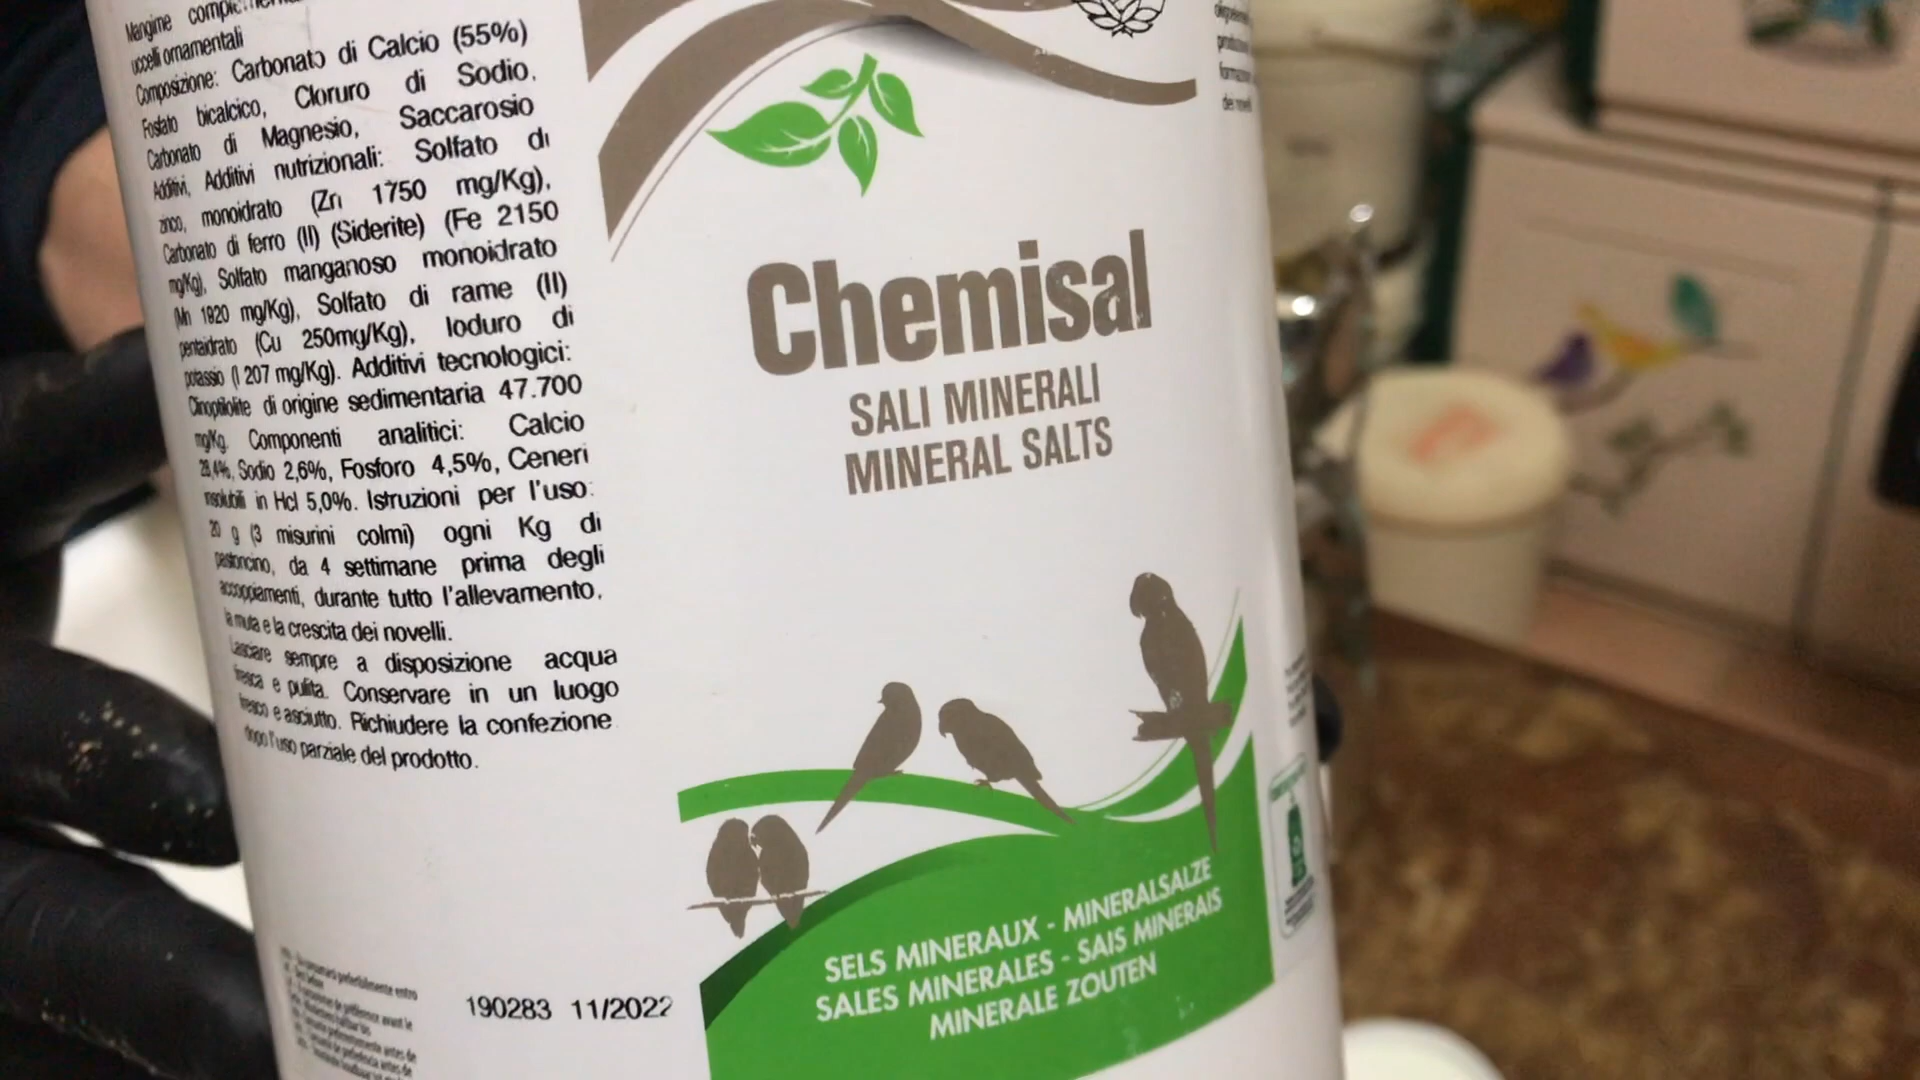 Mangime
uccelli ornamentali
Composizione: Carbonato di Calcio (55%)
Fosfato bicalcico, Cloruro di Sodio,
Carbonato di Magnesio, Saccarosio
Additivi, Additivi nutrizionali: Solfato di
zinco, monoidrato (Zn 1750 mg/Kg),
Carbonato di ferro (II) (Siderite) (Fe 2150
mg/Kg), Solfato manganoso monoidrato
(Mn 1820 mg/Kg), Solfato di rame (II)
pentaidrato (Cu 250mg/Kg), Ioduro di
potassio (I 207 mg/Kg). Additivi tecnologici:
Clinoptilolite di origine sedimentaria 47.700
mg/Kg. Componenti analitici: Calcio
28,4%, Sodio 2,6%, Fosforo 4,5%, Ceneri
insolubili in Hcl 5,0%. Istruzioni per l'uso:
20 g (3 misurini colmi) ogni Kg di
pastoncino, da 4 settimane prima degli
accoppiamenti, durante tutto l'allevamento,
la muta e la crescita dei novelli.
Lasciare sempre a disposizione acqua
fresca e pulita. Conservare in un luogo
fresco e asciutto. Richiudere la confezione
dopo l'uso parziale del prodotto.
190283 11/2022
Chemisal
SALI MINERALI
MINERAL SALTS
SELS MINERAUX - MINERALSALZE
SALES MINERALES - SAIS MINERAIS
MINERALE ZOUTEN